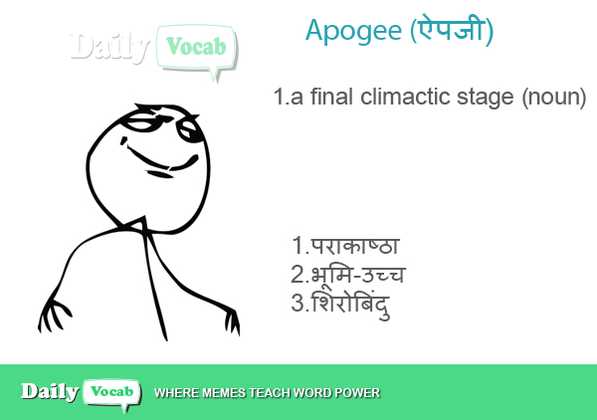 Daily Vocab
Apogee (ऐपजी)
1.a final climactic stage (noun)
1.पराकाष्ठा
2.भूमि-उच्च
3.शिरोबिंदु
Daily Vocab WHERE MEMES TEACH WORD POWER